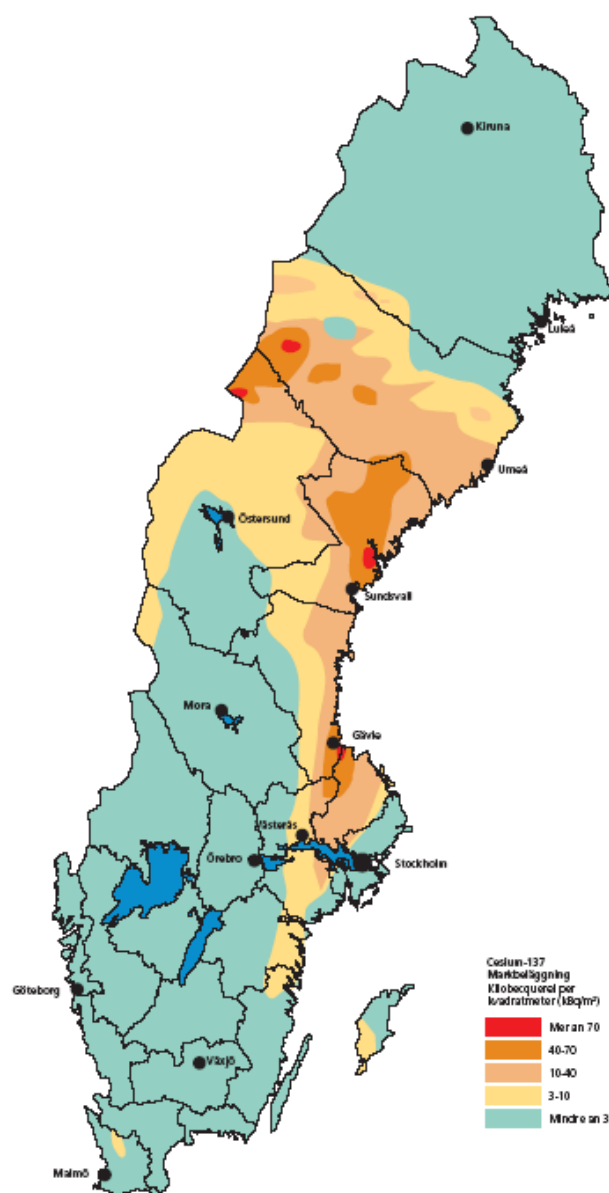 Kiruna
Luleå
Umeå
Östersund
Sundsvall
Mora
Gävle
Västerås
Örebro
Stockholm
Cesium-137
Markbeläggning
Kilobecquerel per
kvadratmeter (kBq/m²)
Göteborg
Mer än 70
40-70
Växjö
10-40
3-10
Mindre än 3
Malmö